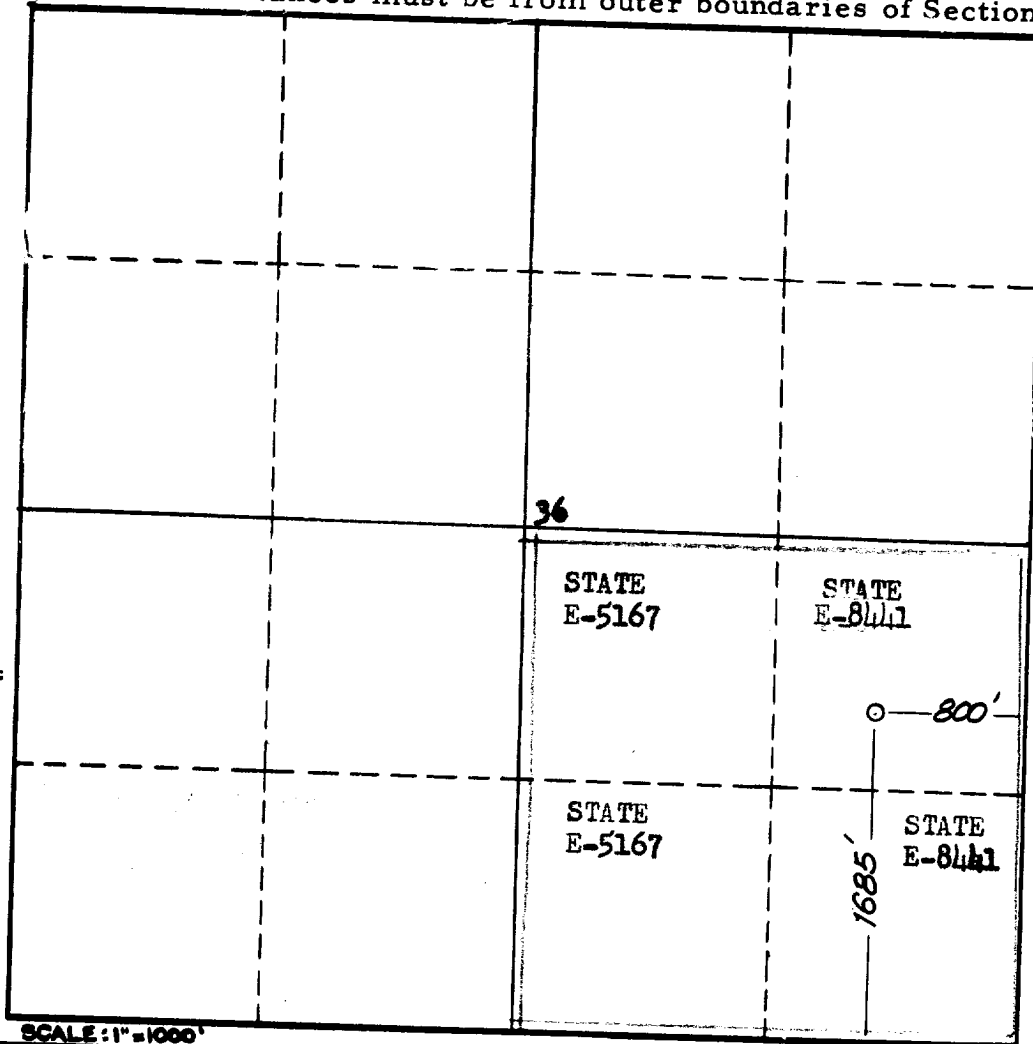 must be from outer boundaries of Section
36
STATE
E-5167
STATE
E-8441
800'
STATE
E-5167
STATE
E-8441
1685'
SCALE: 1"=1000'